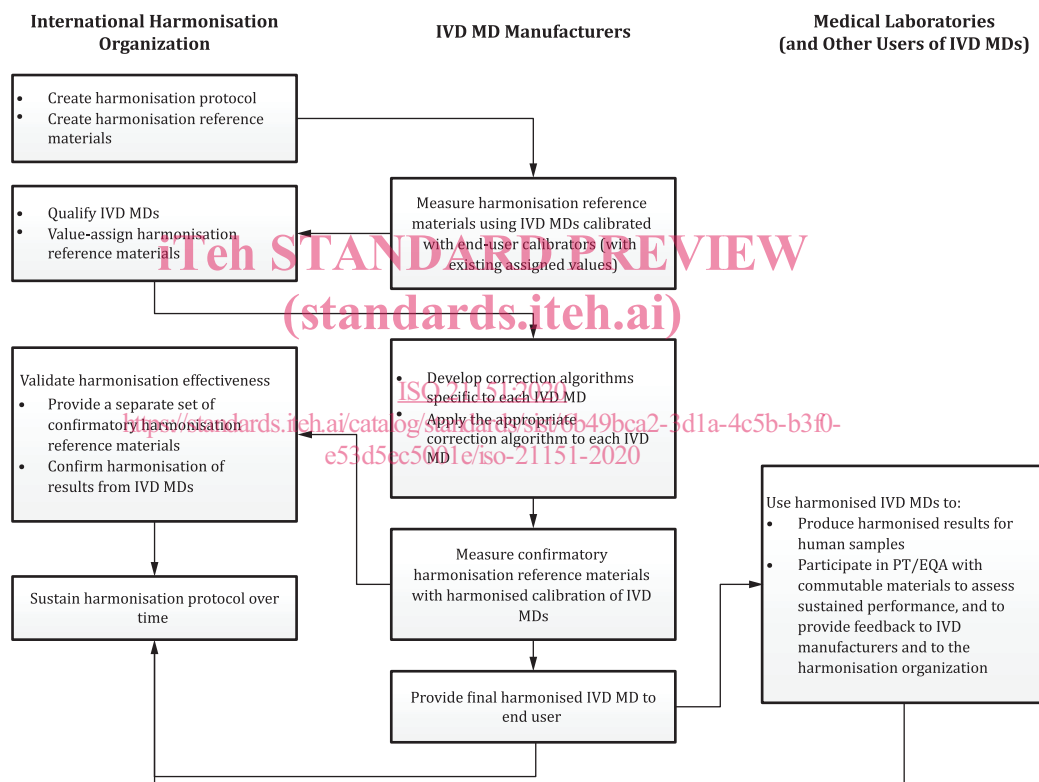 International Harmonisation
Organization
IVD MD Manufacturers
Medical Laboratories
(and Other Users of IVD MDs)
• Create harmonisation protocol
• Create harmonisation reference
materials
• Qualify IVD MDs
• Value-assign harmonisation
reference materials
Measure harmonisation reference
materials using IVD MDs calibrated
with end-user calibrators (with
existing assigned values)
iTeh STANDARD PREVIEW
(standards.iteh.ai)
Validate harmonisation effectiveness
• Provide a separate set of
confirmatory harmonisation
reference materials
• Confirm harmonisation of
results from IVD MDs
• Develop correction algorithms
specific to each IVD MD
• Apply the appropriate
correction algorithm to each IVD
MD
ISO 21151:2020
https://standards.iteh.ai/catalog/standards/sist/6b49bca2-3d1a-4c5b-b3f0-
e53d5ec5001e/iso-21151-2020
Use harmonised IVD MDs to:
• Produce harmonised results for
human samples
• Participate in PT/EQA with
commutable materials to assess
sustained performance, and to
provide feedback to IVD
manufacturers and to the
harmonisation organization
Measure confirmatory
harmonisation reference materials
with harmonised calibration of IVD
MDs
Sustain harmonisation protocol over
time
Provide final harmonised IVD MD to
end user